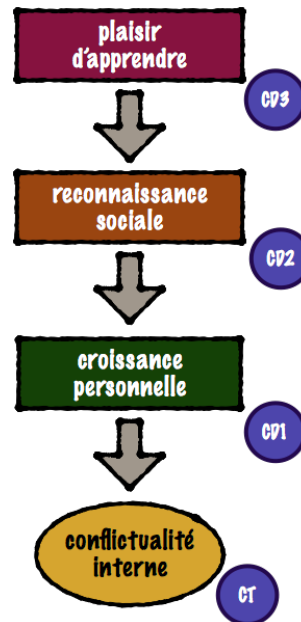 plaisir
d'apprendre
CD3
reconnaissance
sociale
CD2
croissance
personnelle
CD1
conflictualité
interne
CT